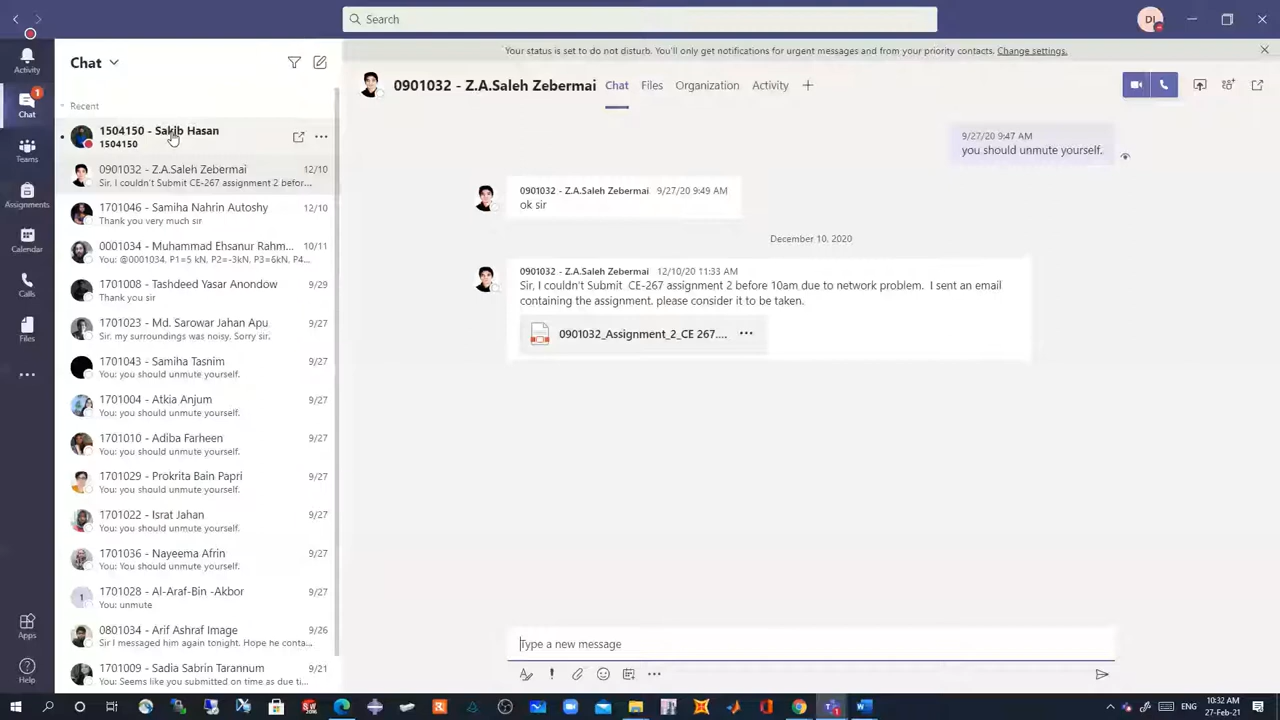 Search
DI
Your status is set to do not disturb. You'll only get notifications for urgent messages and from your priority contacts. Change settings.
Activity
1
Chat
Teams
Assignments
Calendar
Calls
Files
Apps
Help
Chat
Recent
1504150 - Sakib Hasan
1504150
0901032 - Z.A.Saleh Zebermai 12/10
Sir, I couldn't Submit CE-267 assignment 2 befor...
1701046 - Samiha Nahrin Autoshy 12/10
Thank you very much sir
0001034 - Muhammad Ehsanur Rahm... 10/11
You: @0001034, P1=5 kN, P2=-3kN, P3=6kN, P4...
1701008 - Tashdeed Yasar Anondow 9/29
Thank you sir
1701023 - Md. Sarowar Jahan Apu 9/27
Sir. my surroundings was noisy. Sorry sir.
1701043 - Samiha Tasnim 9/27
You: you should unmute yourself.
1701004 - Atkia Anjum 9/27
You: you should unmute yourself.
1701010 - Adiba Farheen 9/27
You: you should unmute yourself.
1701029 - Prokrita Bain Papri 9/27
You: you should unmute yourself.
1701022 - Israt Jahan 9/27
You: you should unmute yourself.
1701036 - Nayeema Afrin 9/27
You: You should unmute yourself.
1
1701028 - Al-Araf-Bin -Akbor 9/27
You: unmute
0801034 - Arif Ashraf Image 9/26
Sir I messaged him again tonight. Hope he conta...
1701009 - Sadia Sabrin Tarannum 9/21
You: Seems like you submitted on time as due ti...
0901032 - Z.A.Saleh Zebermai Chat Files Organization Activity
9/27/20 9:47 AM
you should unmute yourself.
0901032 - Z.A.Saleh Zebermai 9/27/20 9:49 AM
ok sir
December 10, 2020
0901032 - Z.A.Saleh Zebermai 12/10/20 11:33 AM
Sir, I couldn't Submit CE-267 assignment 2 before 10am due to network problem. I sent an email
containing the assignment. please consider it to be taken.
0901032_Assignment_2_CE 267....
Type a new message
ENG
10:32 AM
27-Feb-21